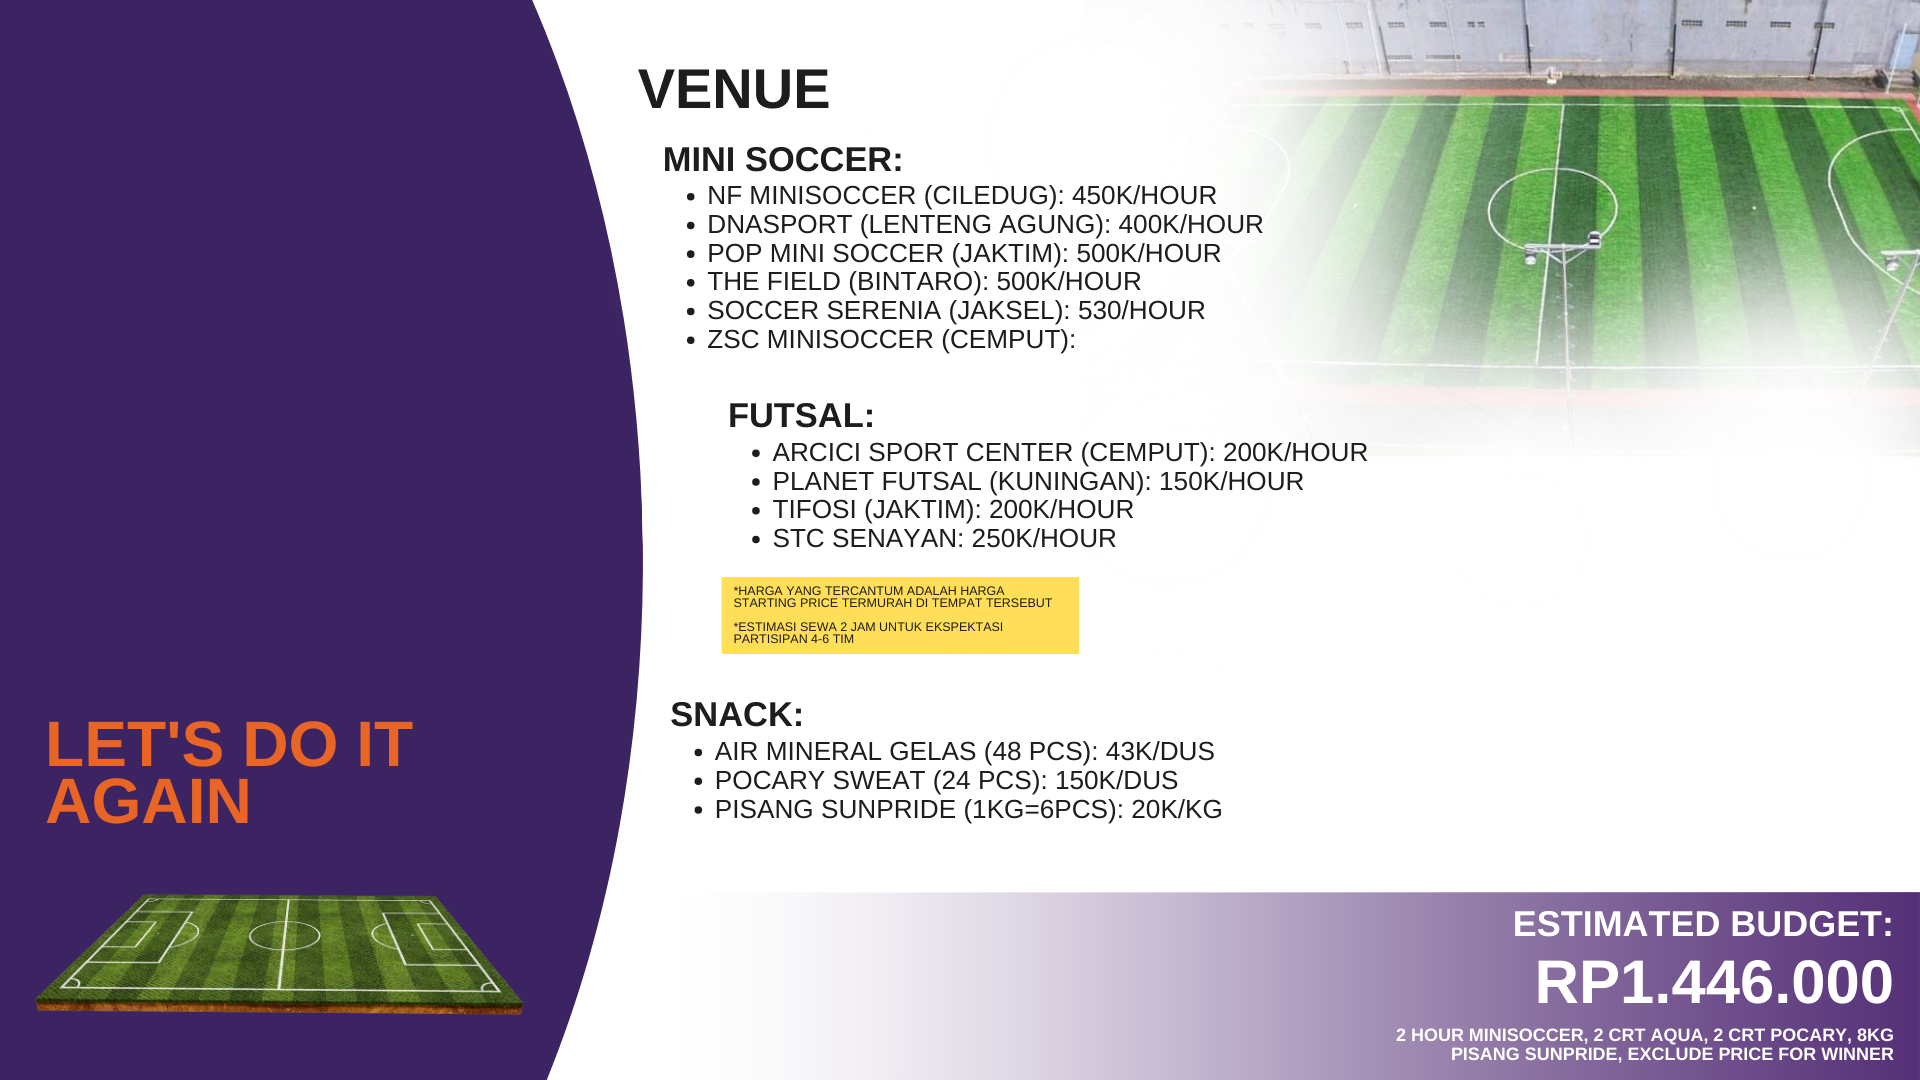 VENUE
MINI SOCCER:
• NF MINISOCCER (CILEDUG): 450K/HOUR
• DNASPORT (LENTENG AGUNG): 400K/HOUR
• POP MINI SOCCER (JAKTIM): 500K/HOUR
• THE FIELD (BINTARO): 500K/HOUR
• SOCCER SERENIA (JAKSEL): 530/HOUR
• ZSC MINISOCCER (CEMPUT):
FUTSAL:
• ARCICI SPORT CENTER (CEMPUT): 200K/HOUR
• PLANET FUTSAL (KUNINGAN): 150K/HOUR
• TIFOSI (JAKTIM): 200K/HOUR
• STC SENAYAN: 250K/HOUR
*HARGA YANG TERCANTUM ADALAH HARGA
STARTING PRICE TERMURAH DI TEMPAT TERSEBUT
*ESTIMASI SEWA 2 JAM UNTUK EKSPEKTASI
PARTISIPAN 4-6 TIM
SNACK:
• AIR MINERAL GELAS (48 PCS): 43K/DUS
• POCARY SWEAT (24 PCS): 150K/DUS
• PISANG SUNPRIDE (1KG=6PCS): 20K/KG
LET'S DO IT
AGAIN
ESTIMATED BUDGET:
RP1.446.000
2 HOUR MINISOCCER, 2 CRT AQUA, 2 CRT POCARY, 8KG
PISANG SUNPRIDE, EXCLUDE PRICE FOR WINNER